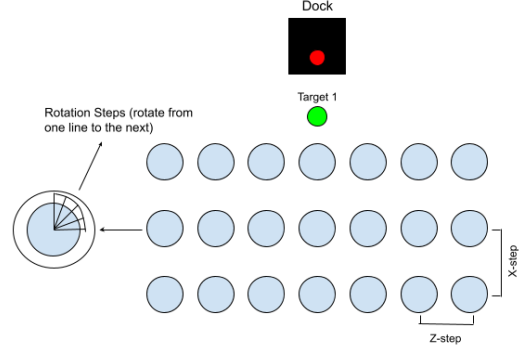 Dock
Target 1
Rotation Steps (rotate from
one line to the next)
X-step
Z-step